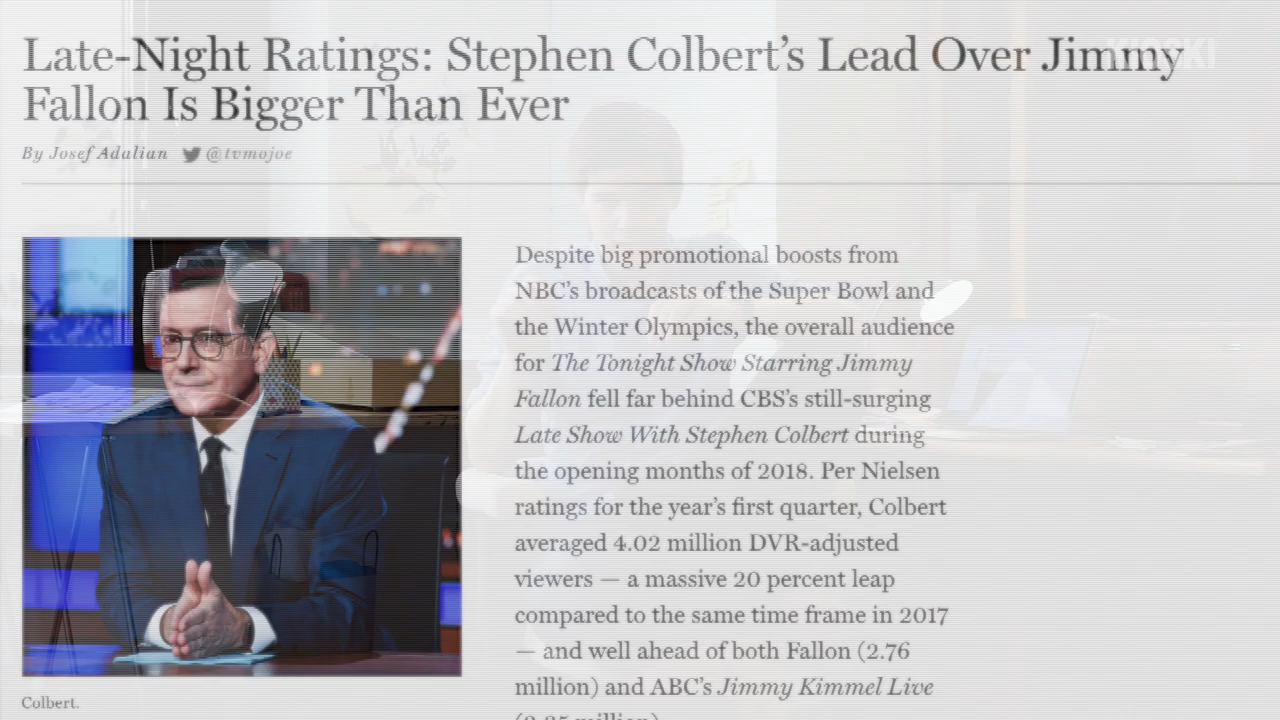 Late-Night Ratings: Stephen Colbert's Lead Over Jimmy
Fallon Is Bigger Than Ever
By Josef Adalian @tvmojoe
Despite big promotional boosts from
NBC's broadcasts of the Super Bowl and
the Winter Olympics, the overall audience
for The Tonight Show Starring Jimmy
Fallon fell far behind CBS's still-surging
Late Show With Stephen Colbert during
the opening months of 2018. Per Nielsen
ratings for the year's first quarter, Colbert
averaged 4.02 million DVR-adjusted
viewers — a massive 20 percent leap
compared to the same time frame in 2017
— and well ahead of both Fallon (2.76
million) and ABC's Jimmy Kimmel Live
Colbert.